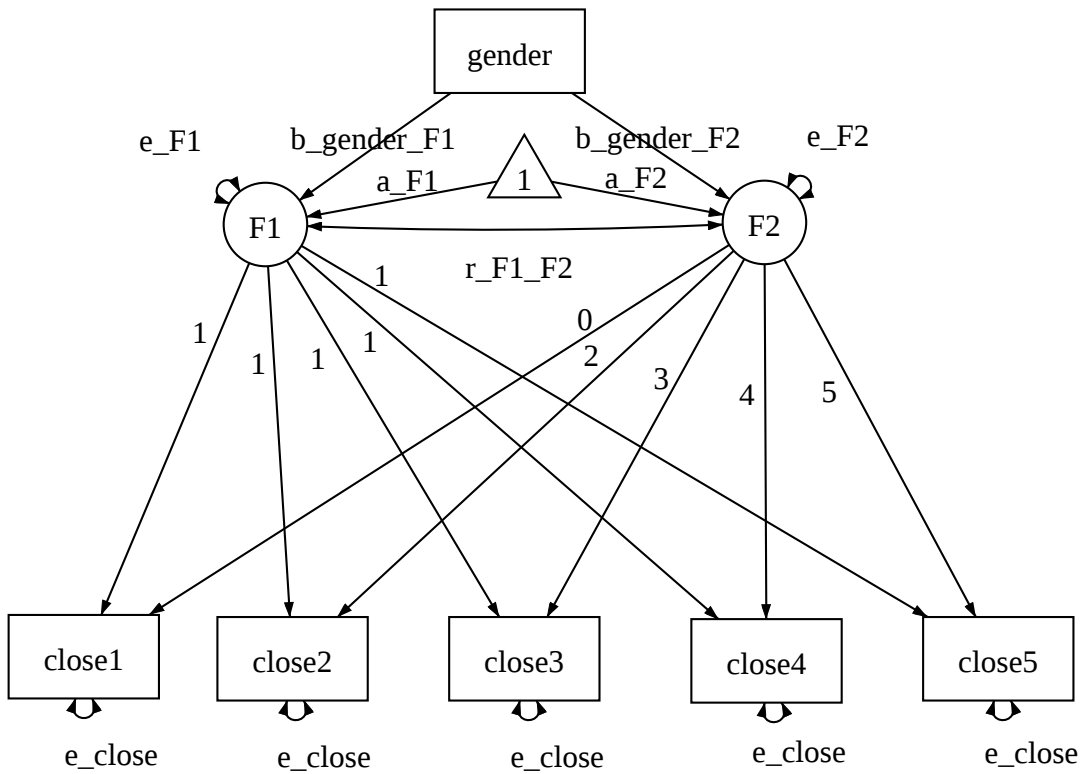 gender
e_F1
b_gender_F1
b_gender_F2
e_F2
a_F1
1
a_F2
F1
F2
r_F1_F2
1
1
1
1
1
0
2
3
4
5
close1
close2
close3
close4
close5
e_close
e_close
e_close
e_close
e_close